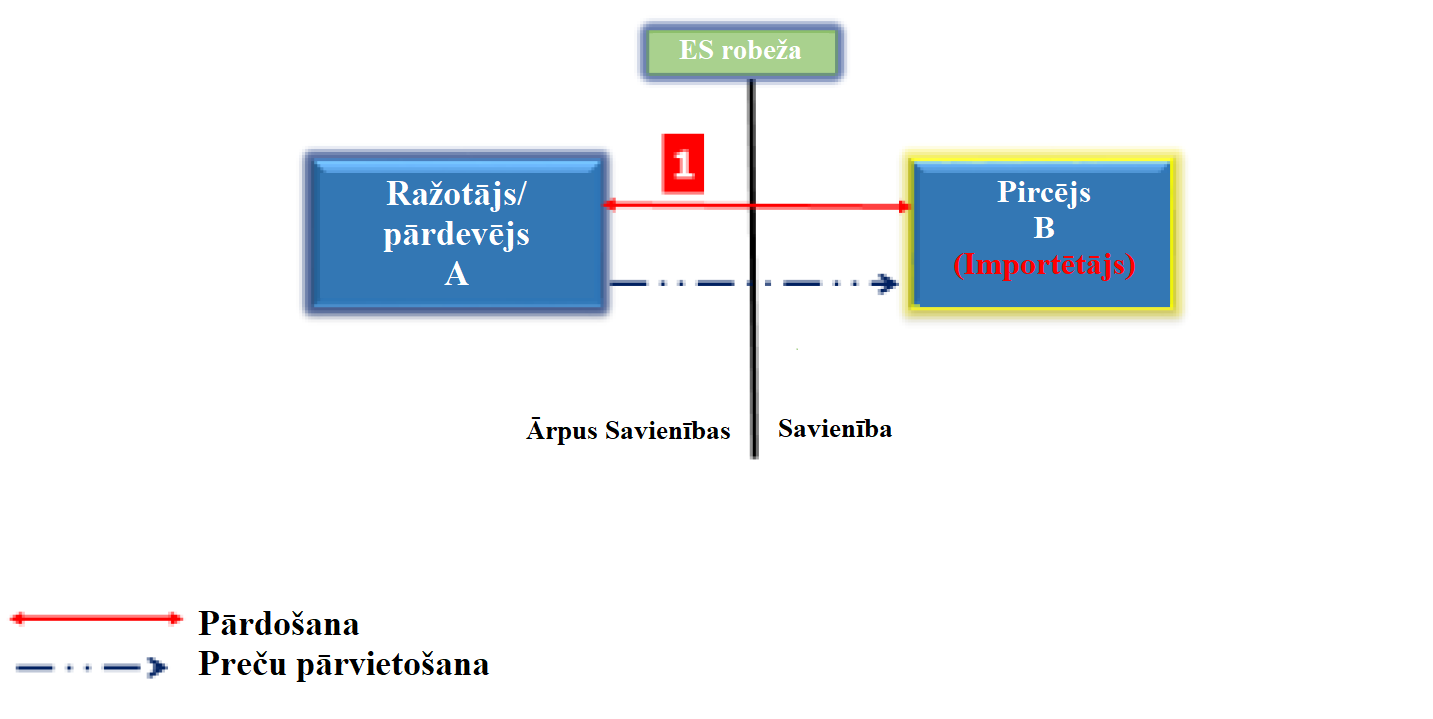 ES robeža
1
Ražotājs/
pārdevējs
A
Pircējs
B
(Importētājs)
Ārpus Savienības
Savienība
Pārdošana
Preču pārvietošana